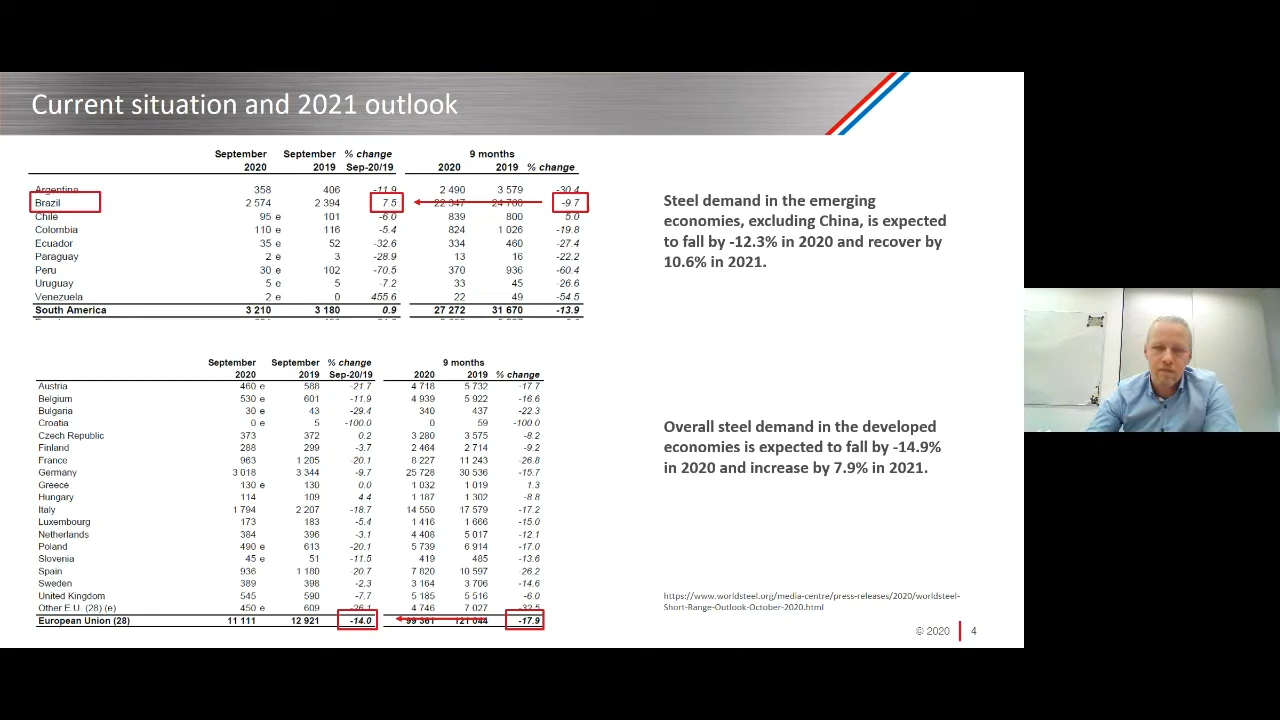 Current situation and 2021 outlook
September September % change 9 months
2020 2019 Sep-20/19 2020 2019 % change
Argentina 358 406 -11.9 2 490 3 579 -30.4
Brazil 2 574 2 394 7.5 22 347 24 760 -9.7
Chile 95 e 101 -6.0 839 800 5.0
Colombia 110 e 116 -5.4 824 1 026 -19.8
Ecuador 35 e 52 -32.6 334 460 -27.4
Paraguay 2 e 3 -28.9 13 16 -22.2
Peru 30 e 102 -70.5 370 936 -60.4
Uruguay 5 e 5 -7.2 33 45 -26.6
Venezuela 2 e 0 455.6 22 49 -54.5
South America 3 210 3 180 0.9 27 272 31 670 -13.9
Steel demand in the emerging
economies, excluding China, is expected
to fall by -12.3% in 2020 and recover by
10.6% in 2021.
September September % change 9 months
2020 2019 Sep-20/19 2020 2019 % change
Austria 460 e 588 -21.7 4 718 5 732 -17.7
Belgium 530 e 601 -11.9 4 939 5 922 -16.6
Bulgaria 30 e 43 -29.4 340 437 -22.3
Croatia 0 e 5 -100.0 0 59 -100.0
Czech Republic 373 372 0.2 3 280 3 575 -8.2
Finland 288 299 -3.7 2 464 2 714 -9.2
France 963 1 205 -20.1 8 227 11 243 -26.8
Germany 3 018 3 344 -9.7 25 728 30 536 -15.7
Greece 130 e 130 0.0 1 032 1 019 1.3
Hungary 114 109 4.4 1 187 1 302 -8.8
Italy 1 794 2 207 -18.7 14 550 17 579 -17.2
Luxembourg 173 183 -5.4 1 416 1 666 -15.0
Netherlands 384 396 -3.1 4 408 5 017 -12.1
Poland 490 e 613 -20.1 5 739 6 914 -17.0
Slovenia 45 e 51 -11.5 419 485 -13.6
Spain 936 1 180 -20.7 7 820 10 597 -26.2
Sweden 389 398 -2.3 3 164 3 706 -14.6
United Kingdom 545 590 -7.7 5 185 5 516 -6.0
Other E.U. (28) (e) 450 e 609 -26.1 4 746 7 027 -32.5
European Union (28) 11 111 12 921 -14.0 99 361 121 044 -17.9
Overall steel demand in the developed
economies is expected to fall by -14.9%
in 2020 and increase by 7.9% in 2021.
https://www.worldsteel.org/media-centre/press-releases/2020/worldsteel-
Short-Range-Outlook-October-2020.html
© 2020 4